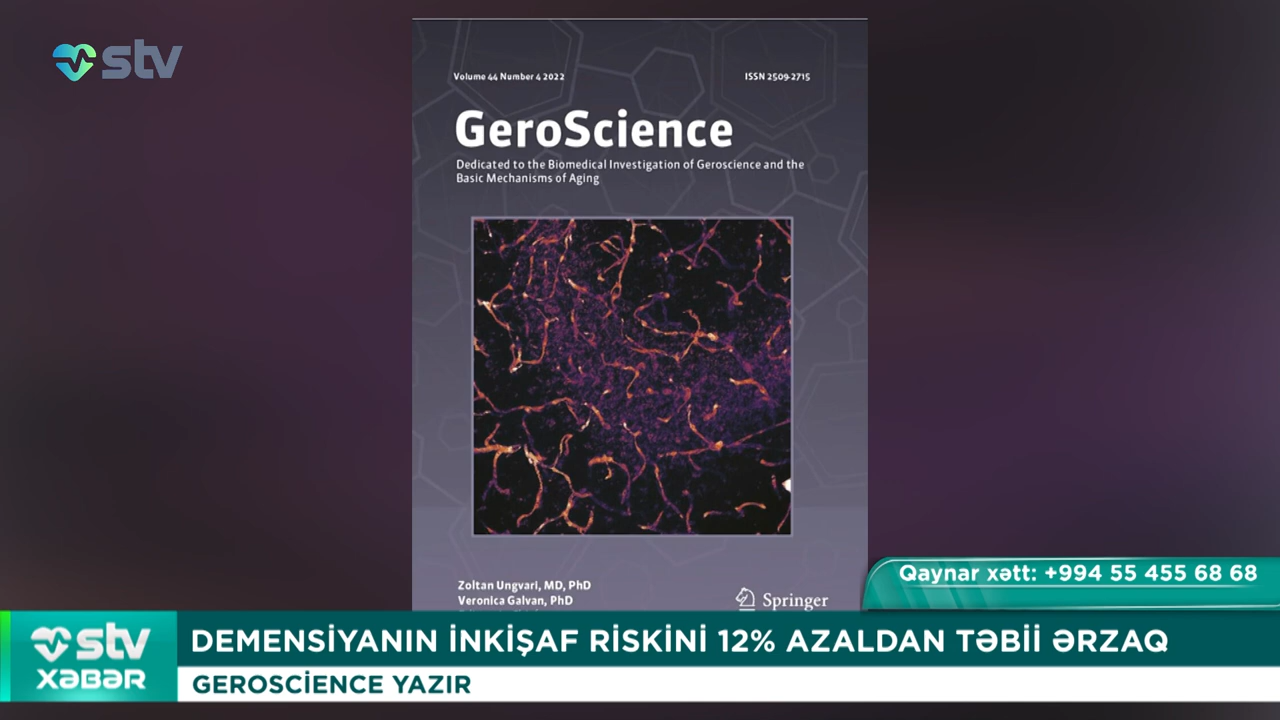 stv
Volume 44 Number 4 2022
ISSN 2509-2715
GeroScience
Dedicated to the Biomedical Investigation of Geroscience and the
Basic Mechanisms of Aging
Zoltan Ungvari, MD, PhD
Veronica Galvan, PhD
Springer
Qaynar xətt: +994 55 455 68 68
stv
XƏBƏR
DEMENSİYANIN İNKİŞAF RİSKİNİ 12% AZALDAN TƏBİİ ƏRZAQ
GEROSCİENCE YAZIR